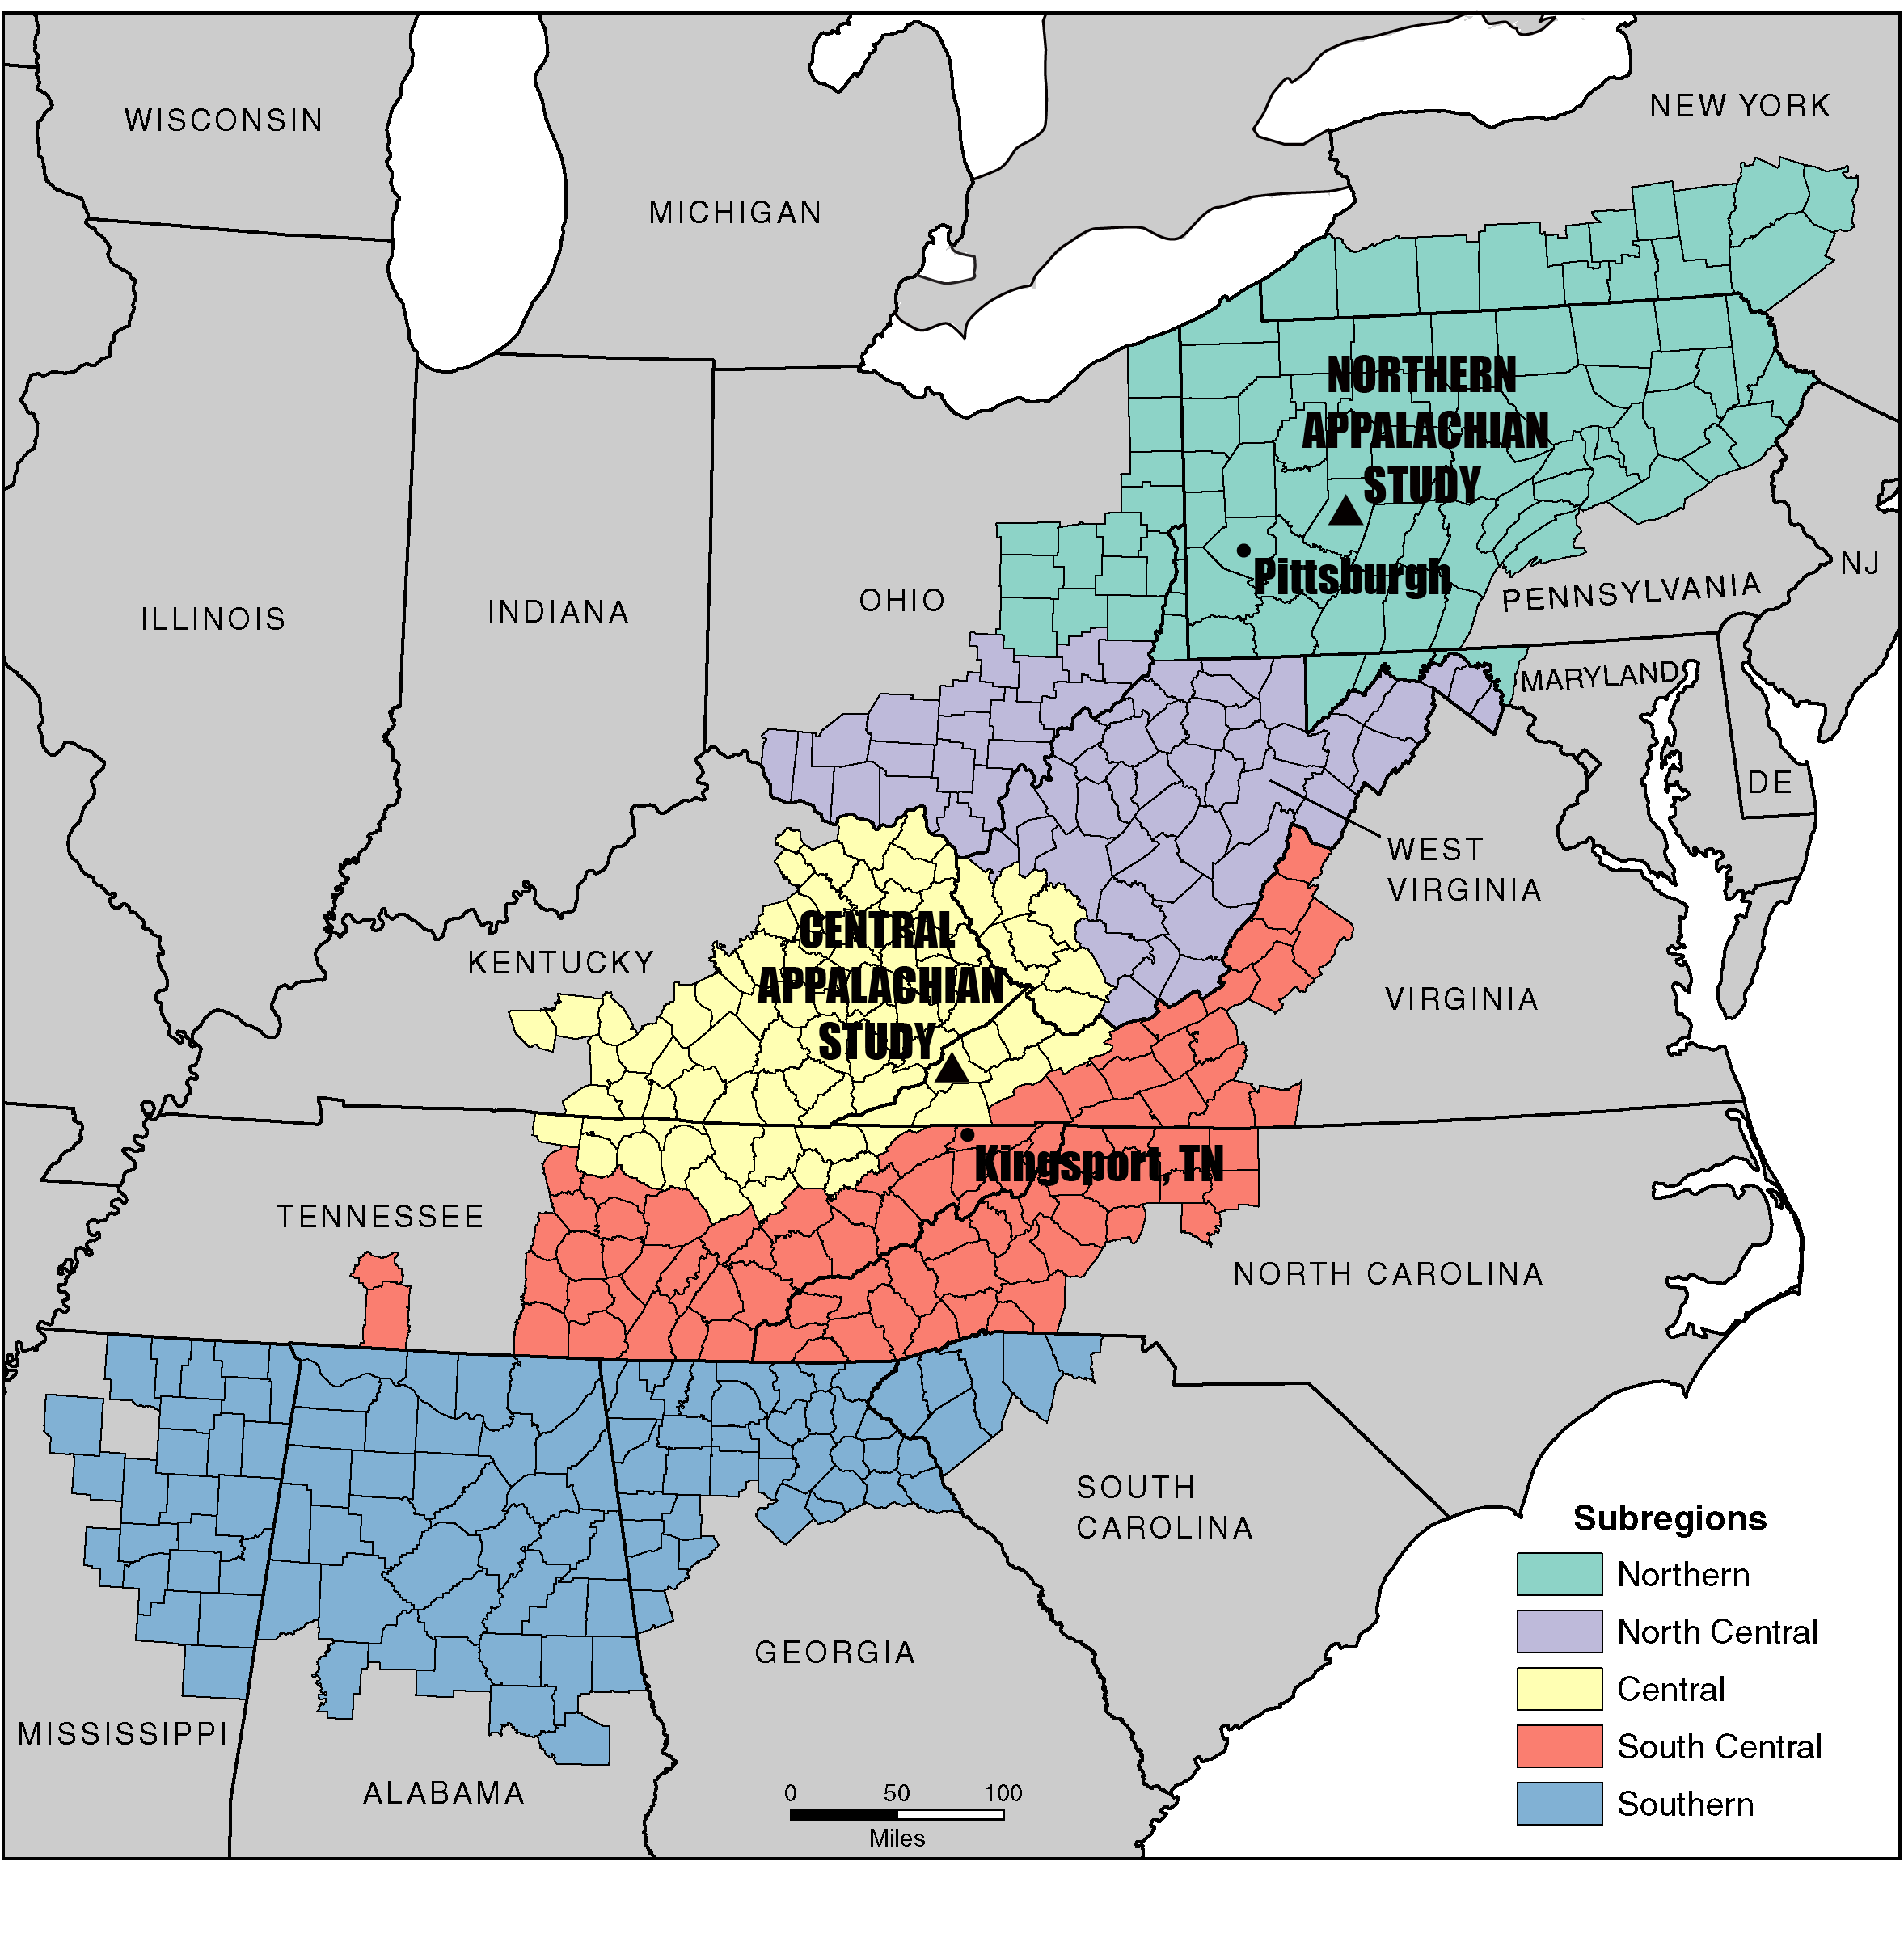 WISCONSIN
NEW YORK
MICHIGAN
NORTHERN
APPALACHIAN
STUDY
Pittsburgh
NJ
PENNSYLVANIA
OHIO
INDIANA
ILLINOIS
MARYLAND
DE
WEST
VIRGINIA
CENTRAL
APPALACHIAN
STUDY
KENTUCKY
VIRGINIA
Kingsport, TN
TENNESSEE
NORTH CAROLINA
SOUTH
CAROLINA
GEORGIA
MISSISSIPPI
ALABAMA
0 50 100
Miles
Subregions
Northern
North Central
Central
South Central
Southern